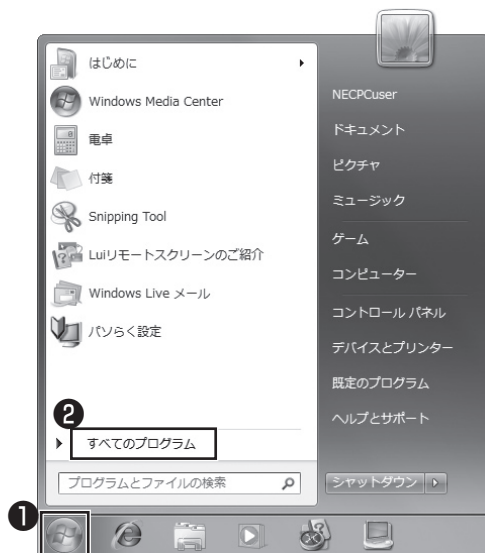 はじめに
Windows Media Center
電卓
付箋
Snipping Tool
Luiリモートスクリーンのご紹介
Windows Live メール
パソらく設定
❷
すべてのプログラム
プログラムとファイルの検索
❶
NECPCuser
ドキュメント
ピクチャ
ミュージック
ゲーム
コンピューター
コントロール パネル
デバイスとプリンター
既定のプログラム
ヘルプとサポート
シャットダウン